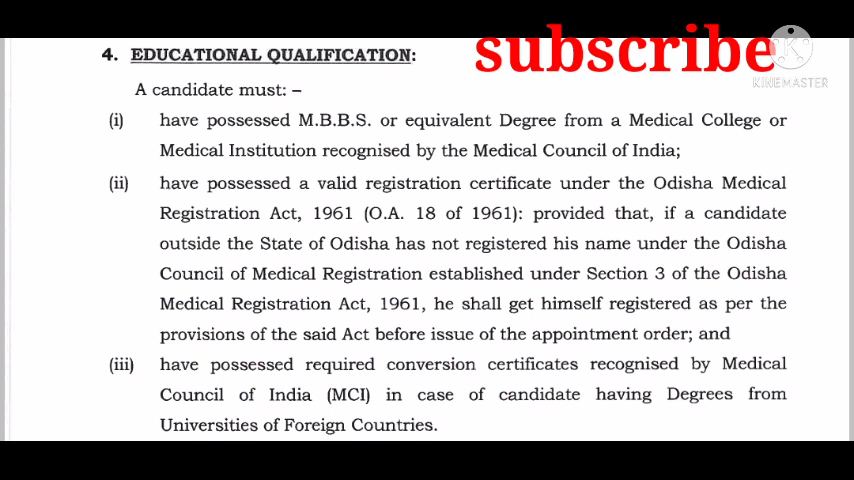 subscribe
K
KINEMASTER
4. EDUCATIONAL QUALIFICATION:
A candidate must: –
(i) have possessed M.B.B.S. or equivalent Degree from a Medical College or
Medical Institution recognised by the Medical Council of India;
(ii) have possessed a valid registration certificate under the Odisha Medical
Registration Act, 1961 (O.A. 18 of 1961): provided that, if a candidate
outside the State of Odisha has not registered his name under the Odisha
Council of Medical Registration established under Section 3 of the Odisha
Medical Registration Act, 1961, he shall get himself registered as per the
provisions of the said Act before issue of the appointment order; and
(iii) have possessed required conversion certificates recognised by Medical
Council of India (MCI) in case of candidate having Degrees from
Universities of Foreign Countries.